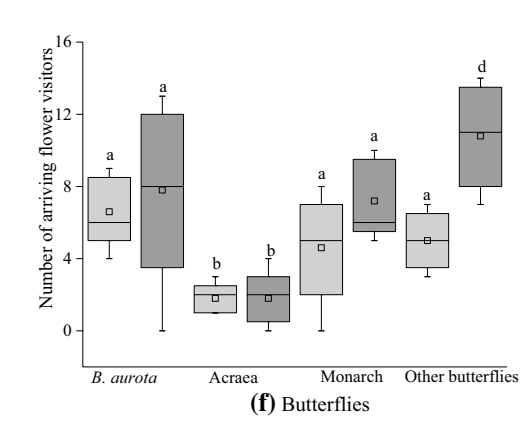 Number of arriving flower visitors
16
12
8
4
0
a
a
b
b
a
a
a
d
B. aurota
Acraea
Monarch
Other butterflies
(f) Butterflies